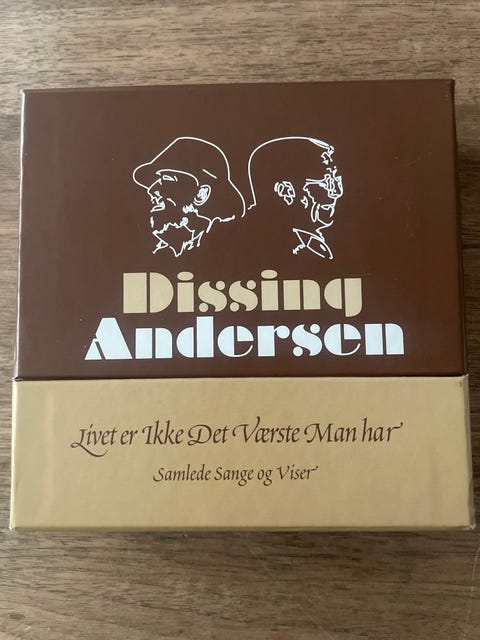 Dissing
Andersen
Livet er Ikke Det Værste Man har
Samlede Sange og Viser